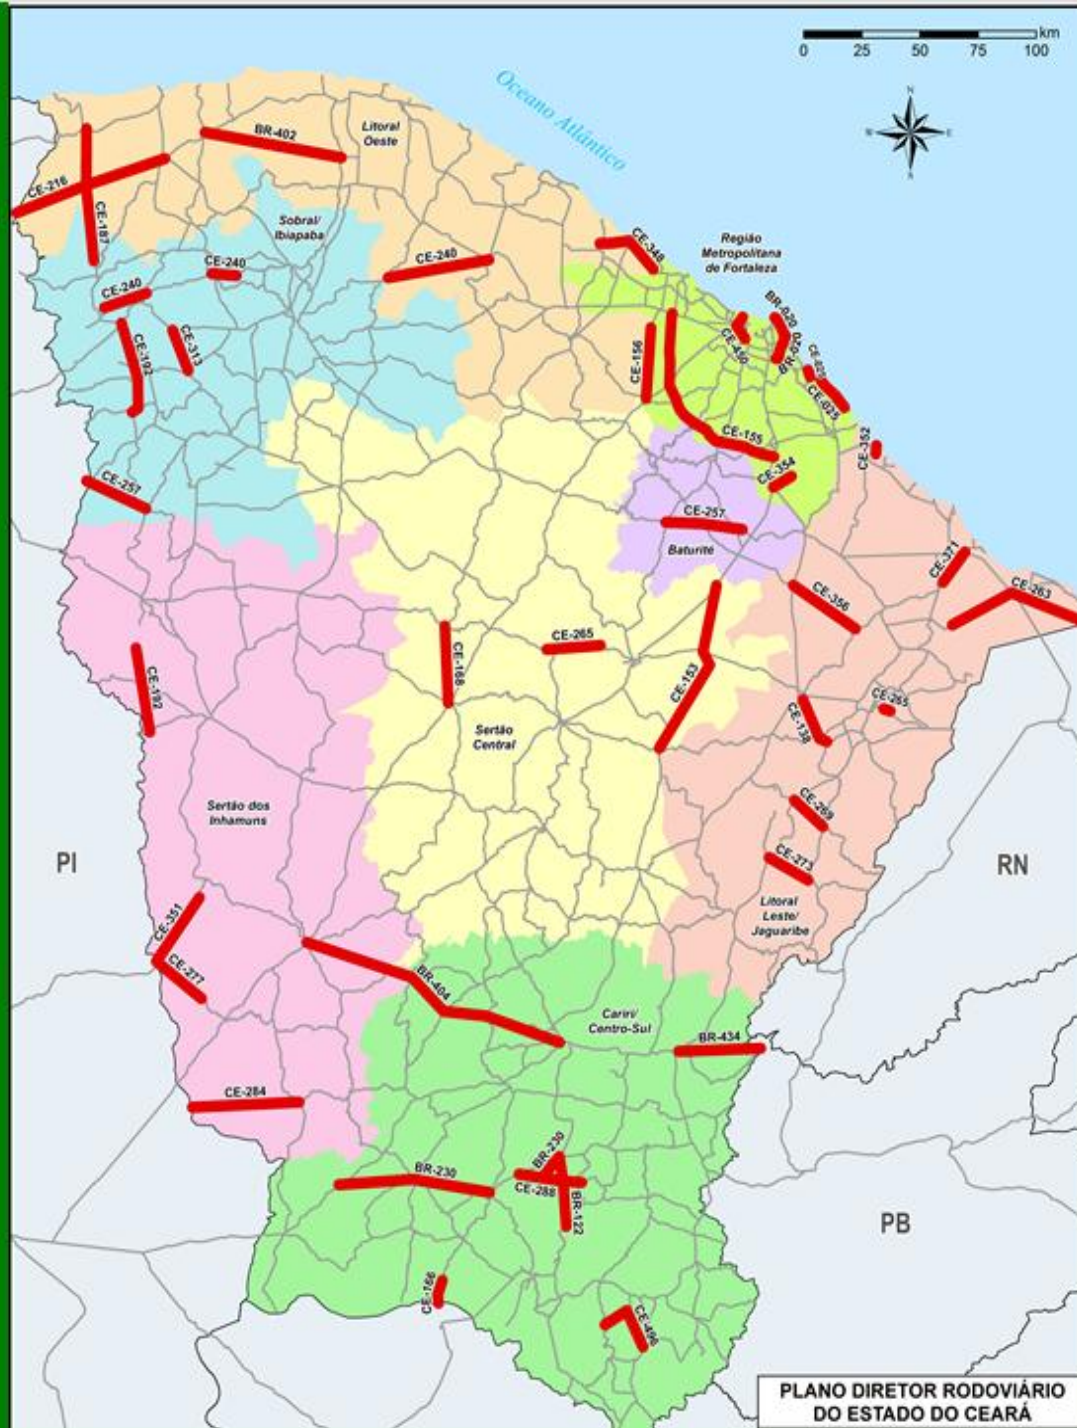 km
0 25 50 75 100
N
W E
Oceano Atlântico
Litoral
Oeste
BR-402
CE-216
CE-187
Sobral/
Ibiapaba
CE-240
CE-240
CE-240
CE-348
Região
Metropolitana
de Fortaleza
CE-192
CE-313
CE-156
CE-450
BR-020
CE-025
CE-025
CE-155
CE-352
CE-354
CE-257
CE-257
Baturité
CE-371
CE-263
CE-356
CE-192
CE-168
CE-265
CE-153
CE-265
CE-138
Sertão
Central
Sertão dos
Inhamuns
CE-269
CE-273
PI
RN
Litoral
Leste/
Jaguaribe
CE-351
CE-277
BR-404
Cariri/
Centro-Sul
BR-434
CE-284
BR-230
BR-230
CE-288
BR-122
PB
CE-166
CE-496
PLANO DIRETOR RODOVIÁRIO
DO ESTADO DO CEARÁ